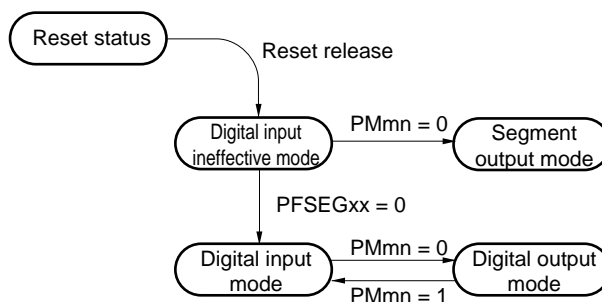 Reset status
Reset release
Digital input
ineffective mode
PMmn = 0
Segment
output mode
PFSEGxx = 0
Digital input
mode
PMmn = 0
PMmn = 1
Digital output
mode